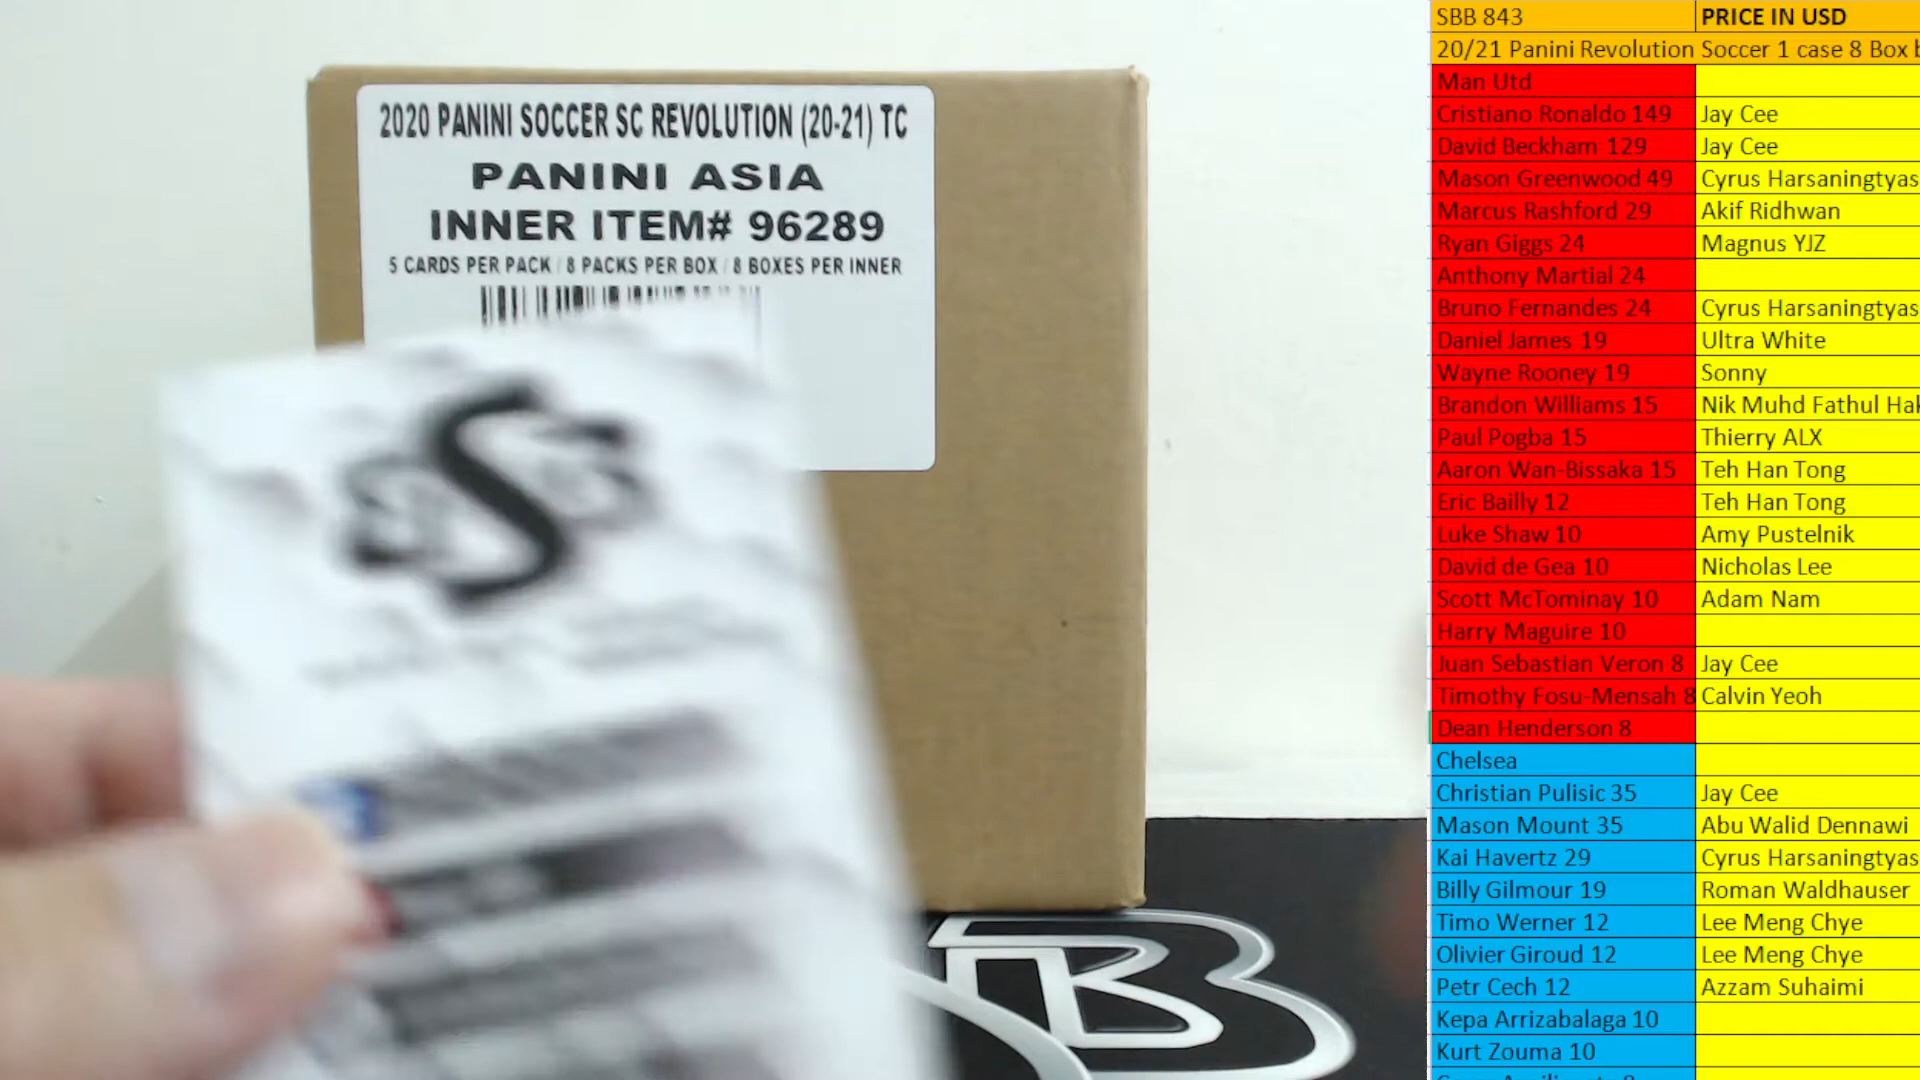 2020 PANINI SOCCER SC REVOLUTION (20-21) TC
PANINI ASIA
INNER ITEM# 96289
5 CARDS PER PACK / 8 PACKS PER BOX / 8 BOXES PER INNER
S
B
SBB 843 PRICE IN USD
20/21 Panini Revolution Soccer 1 case 8 Box
Man Utd
Cristiano Ronaldo 149 Jay Cee
David Beckham 129 Jay Cee
Mason Greenwood 49 Cyrus Harsaningtyas
Marcus Rashford 29 Akif Ridhwan
Ryan Giggs 24 Magnus YJZ
Anthony Martial 24
Bruno Fernandes 24 Cyrus Harsaningtyas
Daniel James 19 Ultra White
Wayne Rooney 19 Sonny
Brandon Williams 15 Nik Muhd Fathul
Paul Pogba 15 Thierry ALX
Aaron Wan-Bissaka 15 Teh Han Tong
Eric Bailly 12 Teh Han Tong
Luke Shaw 10 Amy Pustelnik
David de Gea 10 Nicholas Lee
Scott McTominay 10 Adam Nam
Harry Maguire 10
Juan Sebastian Veron 8 Jay Cee
Timothy Fosu-Mensah 8 Calvin Yeoh
Dean Henderson 8
Chelsea
Christian Pulisic 35 Jay Cee
Mason Mount 35 Abu Walid Dennawi
Kai Havertz 29 Cyrus Harsaningtyas
Billy Gilmour 19 Roman Waldhauser
Timo Werner 12 Lee Meng Chye
Olivier Giroud 12 Lee Meng Chye
Petr Cech 12 Azzam Suhaimi
Kepa Arrizabalaga 10
Kurt Zouma 10